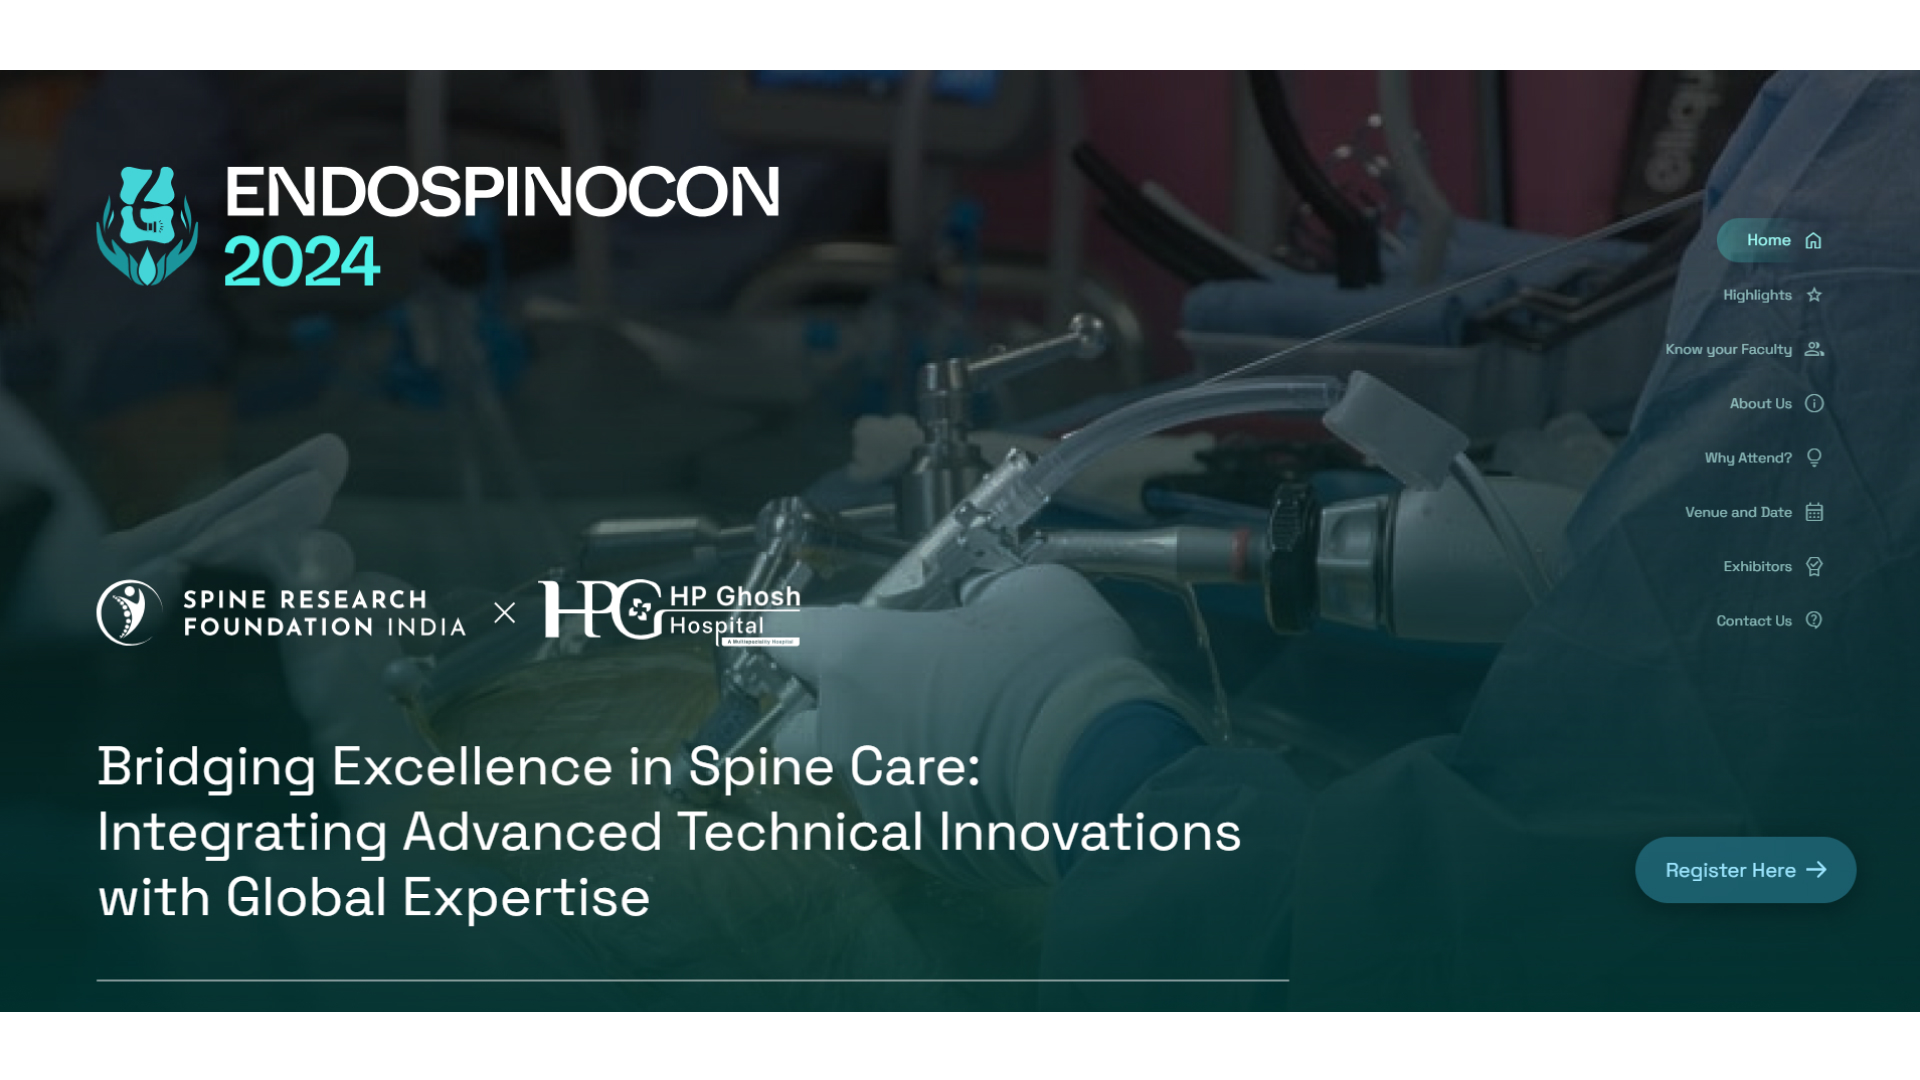 ENDOSPINOCON
2024
Home
Highlights
Know your Faculty
About Us
Why Attend?
Venue and Date
Exhibitors
Contact Us
SPINE RESEARCH
FOUNDATION INDIA
HPG
HP Ghosh
Hospital
A Multispeciality Hospital
Bridging Excellence in Spine Care:
Integrating Advanced Technical Innovations
with Global Expertise
Register Here